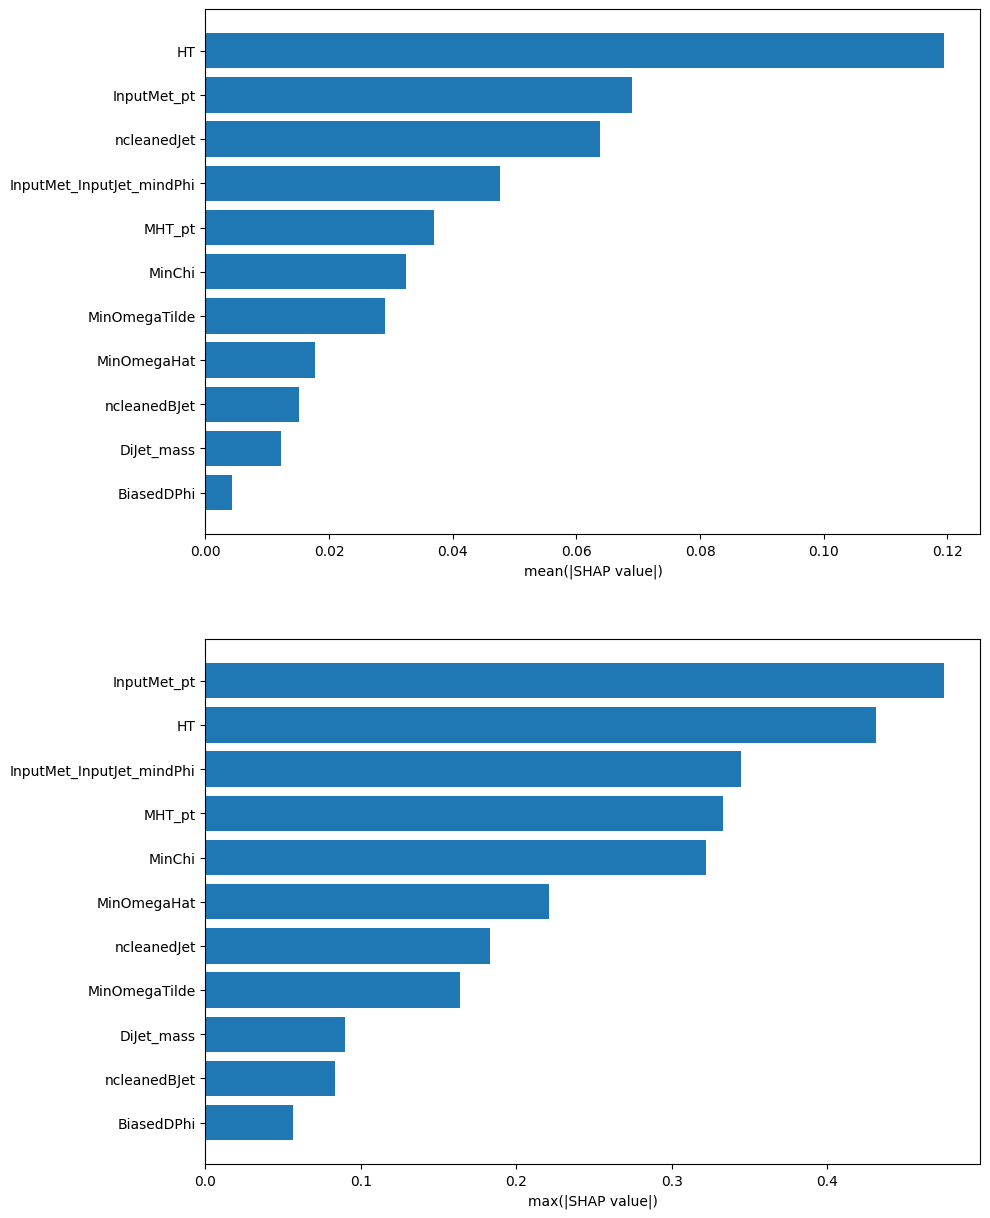 HT
InputMet_pt
ncleanedJet
InputMet_InputJet_mindPhi
MHT_pt
MinChi
MinOmegaTilde
MinOmegaHat
ncleanedBJet
DiJet_mass
BiasedDPhi
0.00 0.02 0.04 0.06 0.08 0.10 0.12
mean(|SHAP value|)
InputMet_pt
HT
InputMet_InputJet_mindPhi
MHT_pt
MinChi
MinOmegaHat
ncleanedJet
MinOmegaTilde
DiJet_mass
ncleanedBJet
BiasedDPhi
0.0 0.1 0.2 0.3 0.4
max(|SHAP value|)